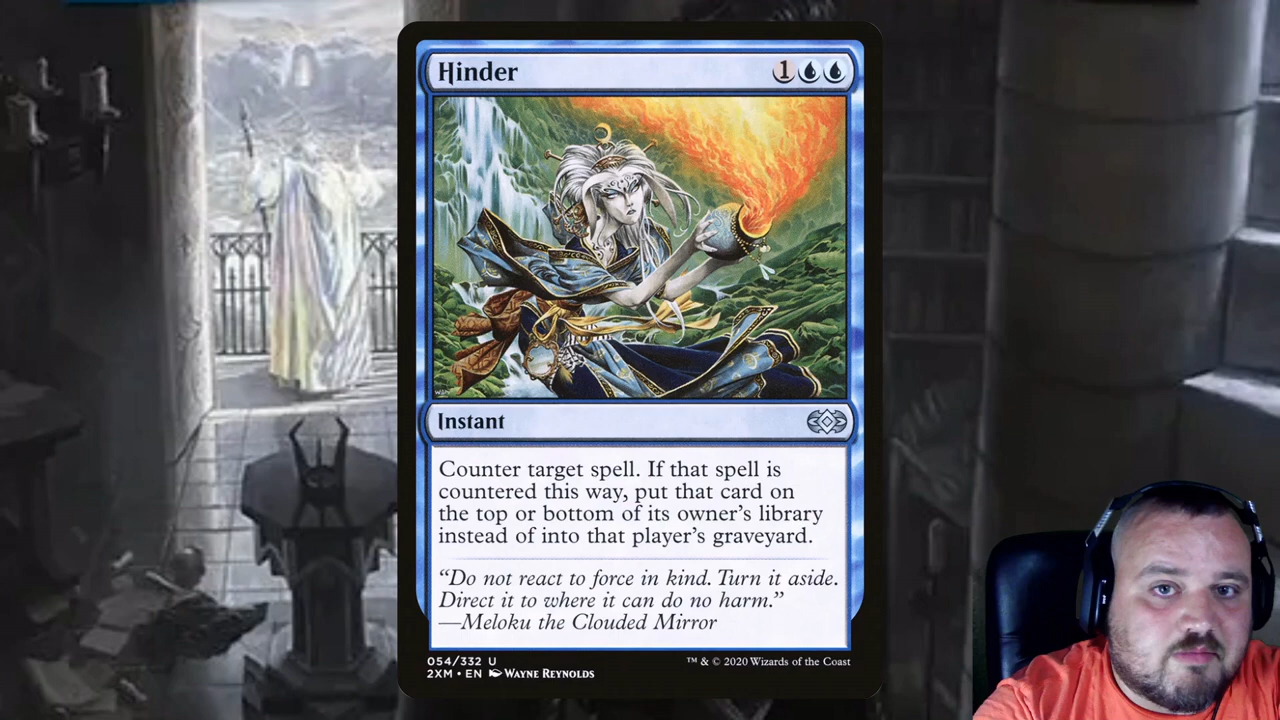 Hinder
1
Instant
Counter target spell. If that spell is
countered this way, put that card on
the top or bottom of its owner's library
instead of into that player's graveyard.
“Do not react to force in kind. Turn it aside.
Direct it to where it can do no harm.”
—Meloku the Clouded Mirror
054/332 U
2XM • EN Wayne Reynolds
™ & © 2020 Wizards of the Coast